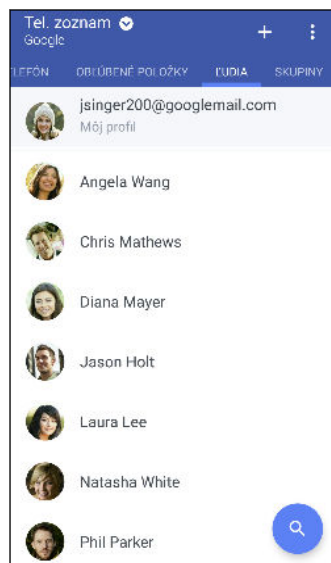 Tel. zoznam
Google
LEFÓN OBĽÚBENÉ POLOŽKY ĽUDIA SKUPINY
jsinger200@googlemail.com
Môj profil
Angela Wang
Chris Mathews
Diana Mayer
Jason Holt
Laura Lee
Natasha White
Phil Parker